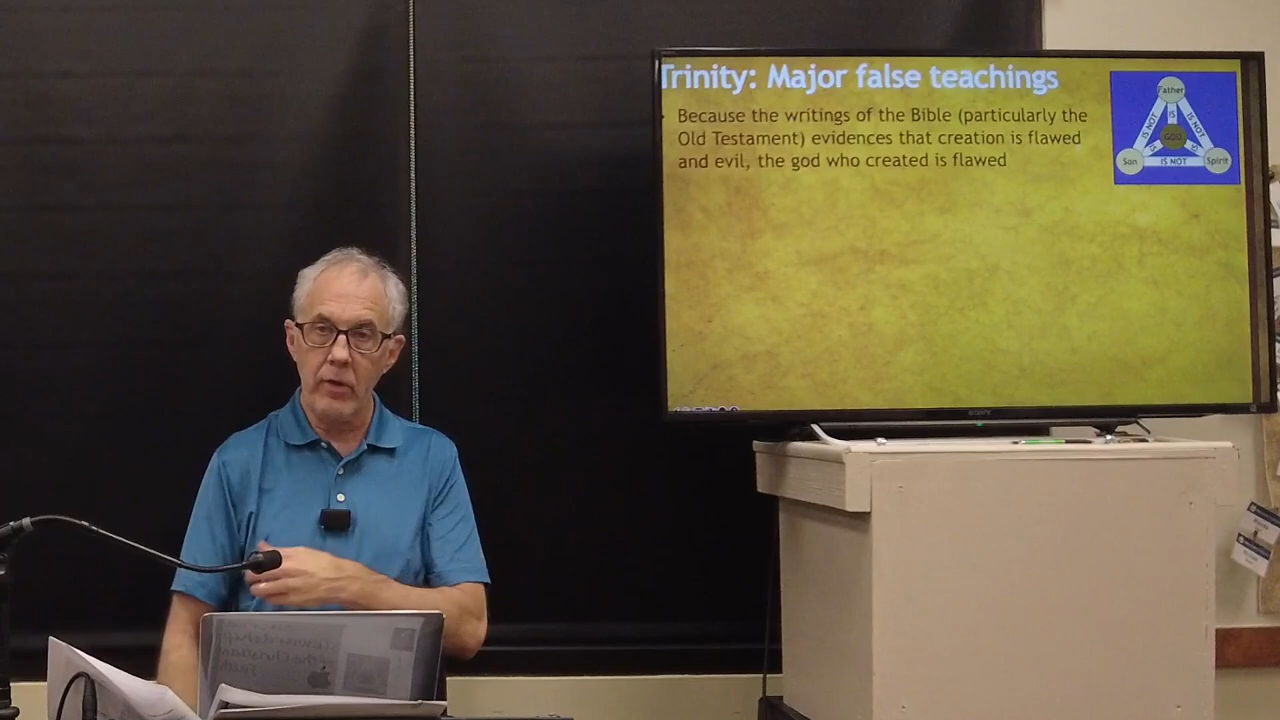 Trinity: Major false teachings
Because the writings of the Bible (particularly the
Old Testament) evidences that creation is flawed
and evil, the god who created is flawed
Father
IS NOT
IS
IS NOT
GOD
IS
IS
Son
IS NOT
Spirit
SONY